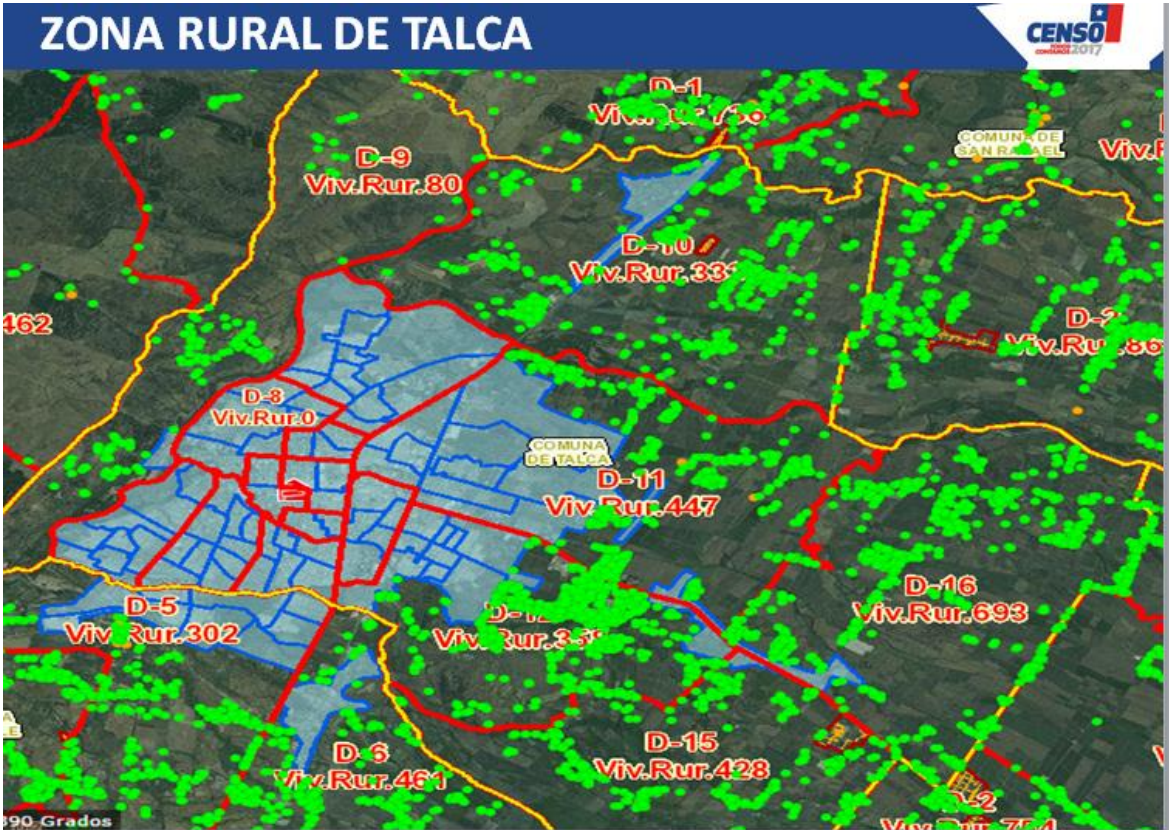 ZONA RURAL DE TALCA
CENSO
2017
D-1
COMUNA DE
SAN RAFAEL
D-9
Viv.Rur.80
D-10
D-8
Viv.Rur.0
462
COMUNA
DE TALCA
D-11
Viv.Rur.447
D-5
Viv.Rur.302
D-16
Viv.Rur.693
D-6
Viv.Rur.461
D-15
Viv.Rur.428
390 Grados